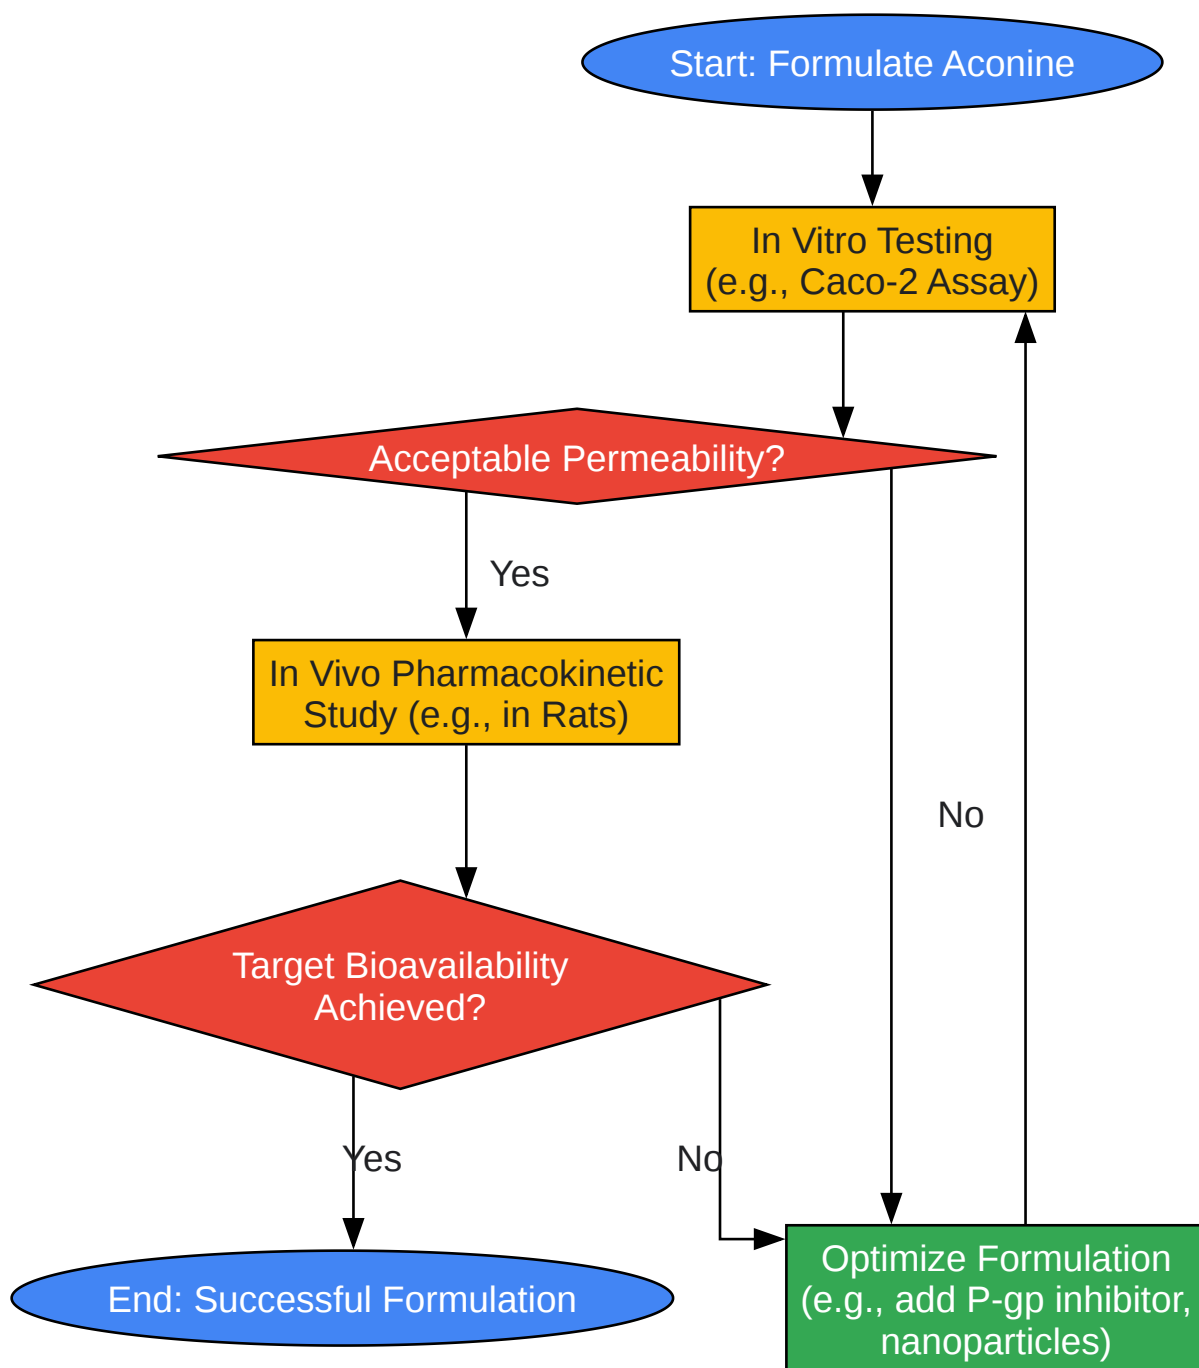 Start: Formulate Aconine
In Vitro Testing
(e.g., Caco-2 Assay)
Acceptable Permeability?
Yes
In Vivo Pharmacokinetic
Study (e.g., in Rats)
No
Target Bioavailability
Achieved?
Yes
No
End: Successful Formulation
Optimize Formulation
(e.g., add P-gp inhibitor,
nanoparticles)